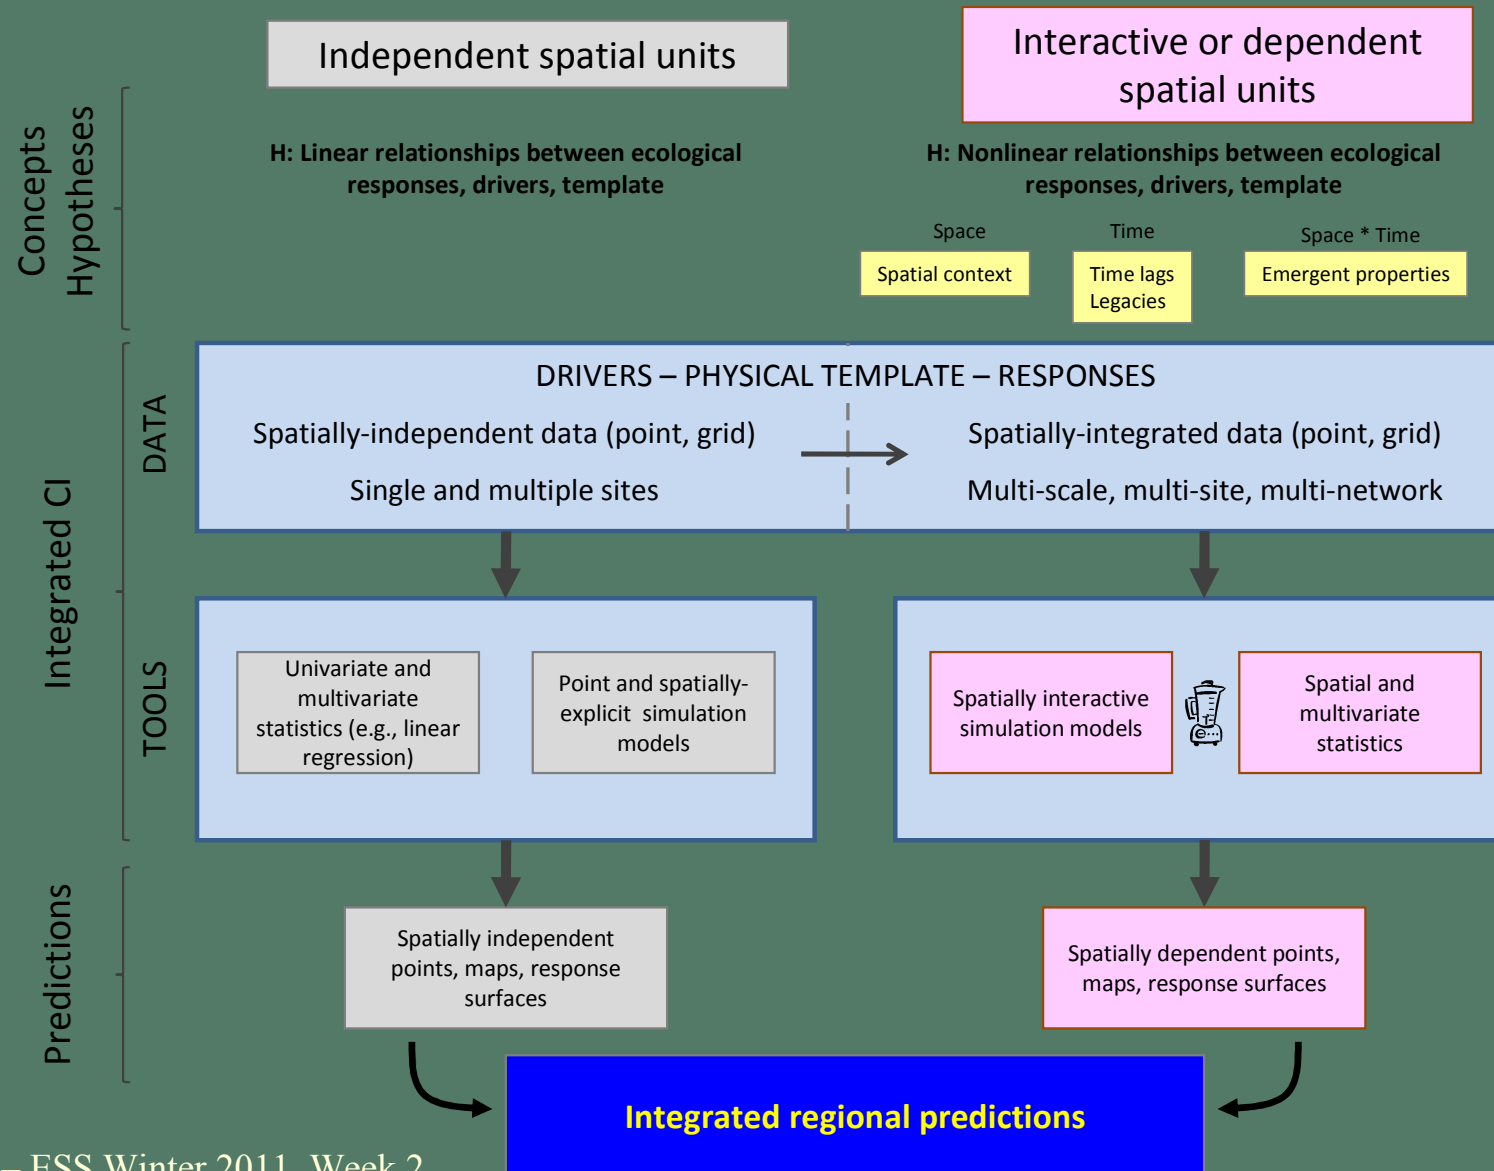 Independent spatial units
Interactive or dependent
spatial units
Concepts
Hypotheses
H: Linear relationships between ecological
responses, drivers, template
H: Nonlinear relationships between ecological
responses, drivers, template
Space
Time
Space * Time
Spatial context
Time lags
Legacies
Emergent properties
Integrated CI
DATA
DRIVERS – PHYSICAL TEMPLATE – RESPONSES
Spatially-independent data (point, grid)
Single and multiple sites
Spatially-integrated data (point, grid)
Multi-scale, multi-site, multi-network
TOOLS
Univariate and
multivariate
statistics (e.g., linear
regression)
Point and spatially-
explicit simulation
models
Spatially interactive
simulation models
Spatial and
multivariate
statistics
Predictions
Spatially independent
points, maps, response
surfaces
Spatially dependent points,
maps, response surfaces
Integrated regional predictions
– ESS Winter 2011, Week 2